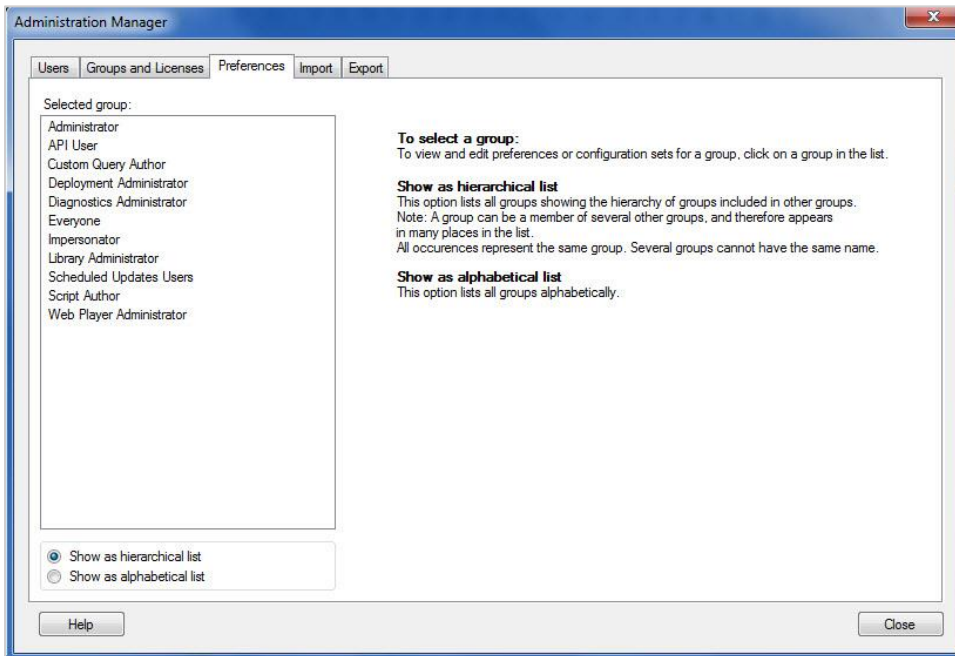 Administration Manager
Users
Groups and Licenses
Preferences
Import
Export
Selected group:
Administrator
API User
Custom Query Author
Deployment Administrator
Diagnostics Administrator
Everyone
Impersonator
Library Administrator
Scheduled Updates Users
Script Author
Web Player Administrator
Show as hierarchical list
Show as alphabetical list
To select a group:
To view and edit preferences or configuration sets for a group, click on a group in the list.
Show as hierarchical list
This option lists all groups showing the hierarchy of groups included in other groups.
Note: A group can be a member of several other groups, and therefore appears
in many places in the list.
All occurences represent the same group. Several groups cannot have the same name.
Show as alphabetical list
This option lists all groups alphabetically.
Help
Close